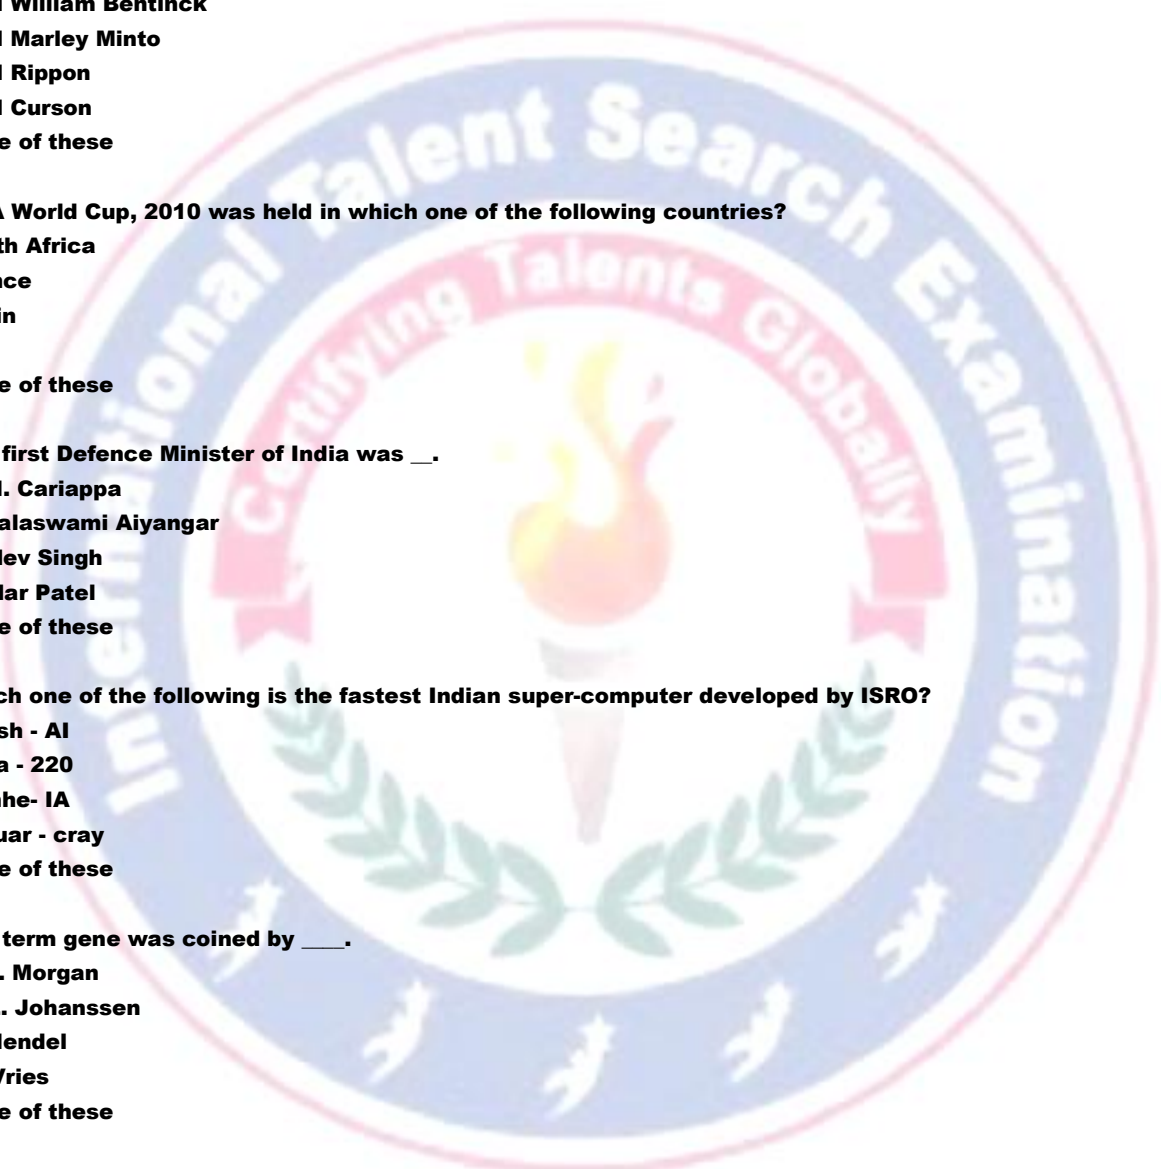 William Bentinck
Marley Minto
Rippon
Curson
e of these
World Cup, 2010 was held in which one of the following countries?
th Africa
nce
in
e of these
first Defence Minister of India was __.
. Cariappa
alaswami Aiyangar
dev Singh
dar Patel
e of these
ch one of the following is the fastest Indian super-computer developed by ISRO?
sh - AI
a - 220
he- IA
uar - cray
e of these
term gene was coined by ____.
. Morgan
. Johanssen
Mendel
Vries
e of these
International Talent Search Examination
Certifying Talents Globally